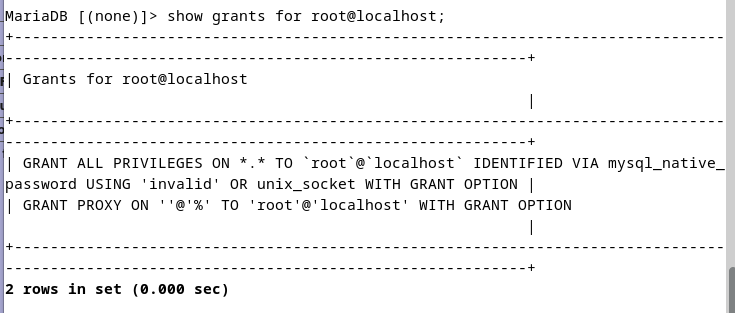 MariaDB [(none)]> show grants for root@localhost;
+--------------------------------------------------------------------------------
----------------------------------------------------------+
| Grants for root@localhost
                                                          |
+--------------------------------------------------------------------------------
----------------------------------------------------------+
| GRANT ALL PRIVILEGES ON *.* TO `root`@`localhost` IDENTIFIED VIA mysql_native_
password USING 'invalid' OR unix_socket WITH GRANT OPTION |
| GRANT PROXY ON ''@'%' TO 'root'@'localhost' WITH GRANT OPTION
                                                          |
+--------------------------------------------------------------------------------
----------------------------------------------------------+
2 rows in set (0.000 sec)